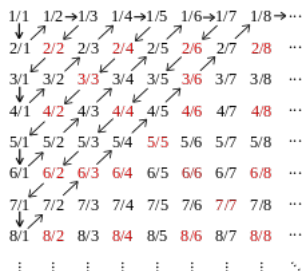 1/1 1/2 → 1/3 1/4 → 1/5 1/6 → 1/7 1/8 → ⋯
2/1 2/2 2/3 2/4 2/5 2/6 2/7 2/8 ⋯
3/1 3/2 3/3 3/4 3/5 3/6 3/7 3/8 ⋯
4/1 4/2 4/3 4/4 4/5 4/6 4/7 4/8 ⋯
5/1 5/2 5/3 5/4 5/5 5/6 5/7 5/8 ⋯
6/1 6/2 6/3 6/4 6/5 6/6 6/7 6/8 ⋯
7/1 7/2 7/3 7/4 7/5 7/6 7/7 7/8 ⋯
8/1 8/2 8/3 8/4 8/5 8/6 8/7 8/8 ⋯
⋮ ⋮ ⋮ ⋮ ⋮ ⋮ ⋮ ⋮ ⋱